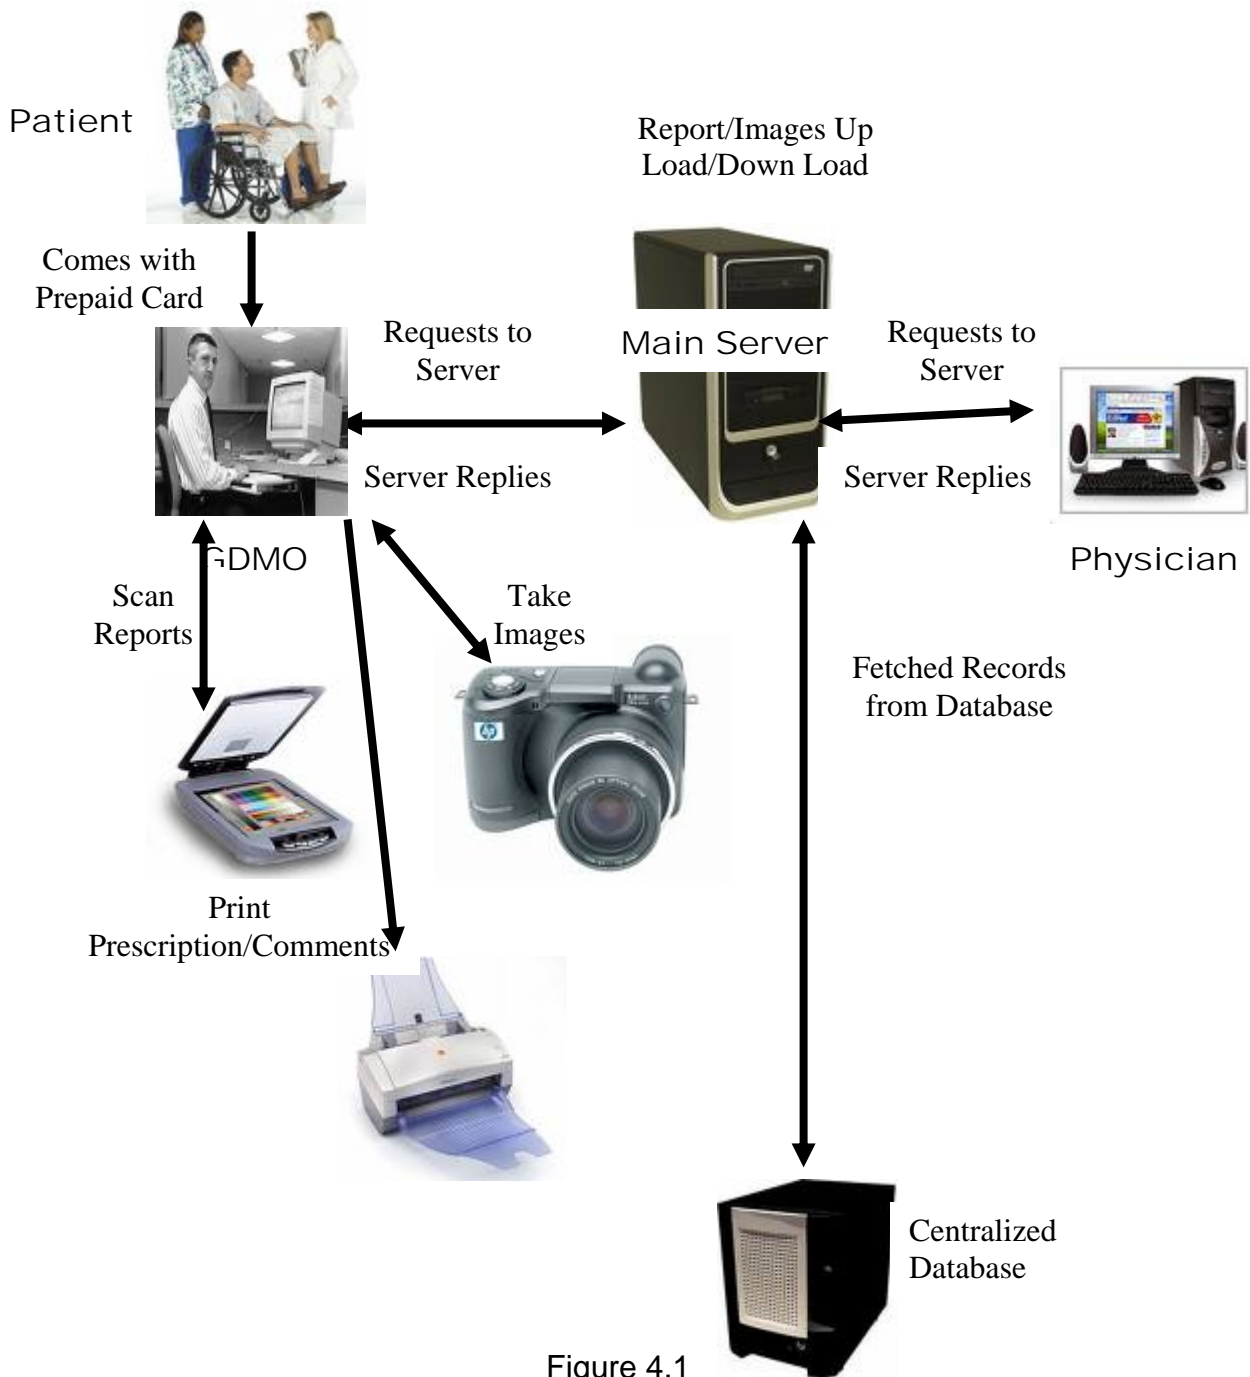 Patient
Report/Images Up
Load/Down Load
Comes with
Prepaid Card
Requests to
Server
Main Server
Requests to
Server
Server Replies
Server Replies
GDMO
Physician
Scan
Reports
Take
Images
Fetched Records
from Database
hp
Print
Prescription/Comments
Centralized
Database
Figure 4.1